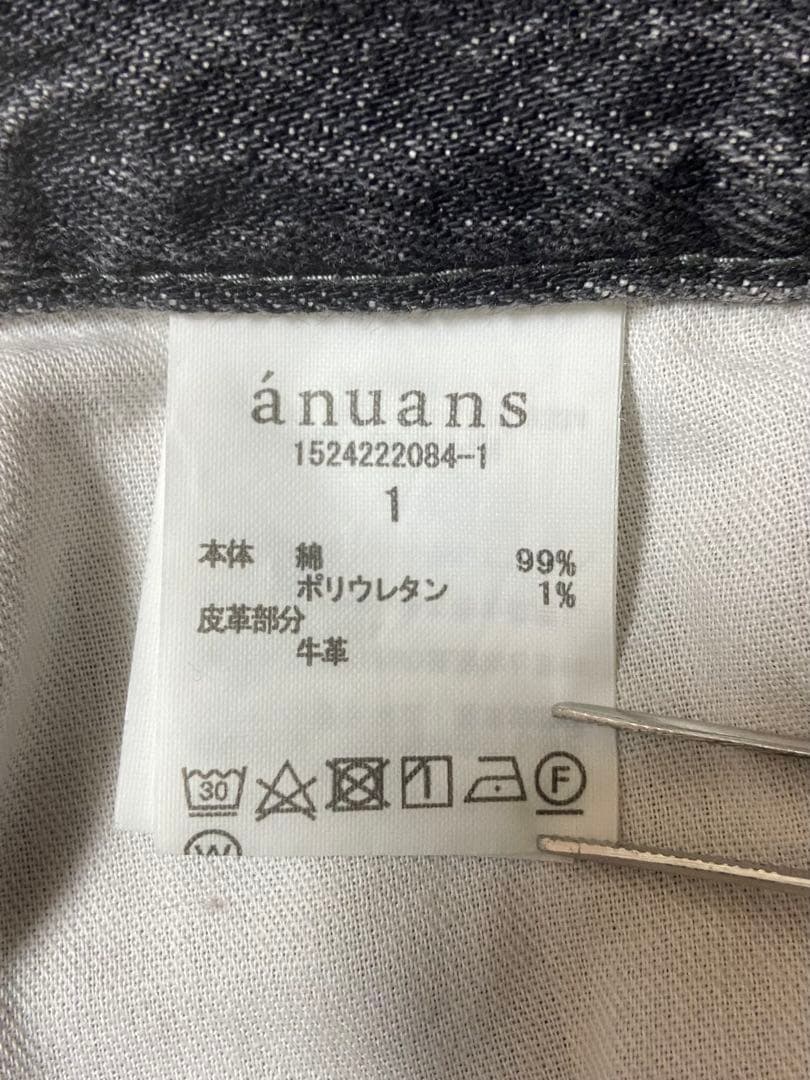 ánuans
1524222084-1
1
本体 綿 99%
ポリウレタン 1%
皮革部分
牛革
30 F
W